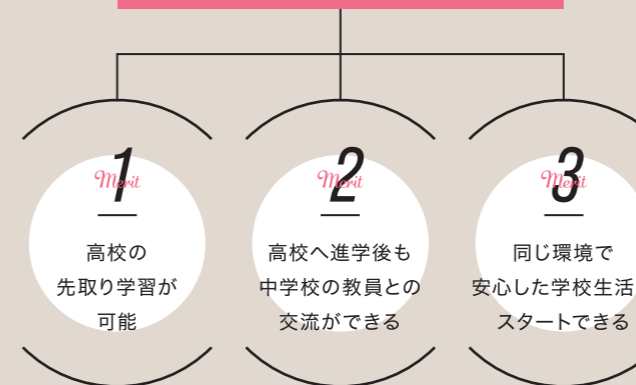 Merit
1
高校の
先取り学習が
可能
Merit
2
高校へ進学後も
中学校の教員との
交流ができる
Merit
3
同じ環境で
安心した学校生活
スタートできる